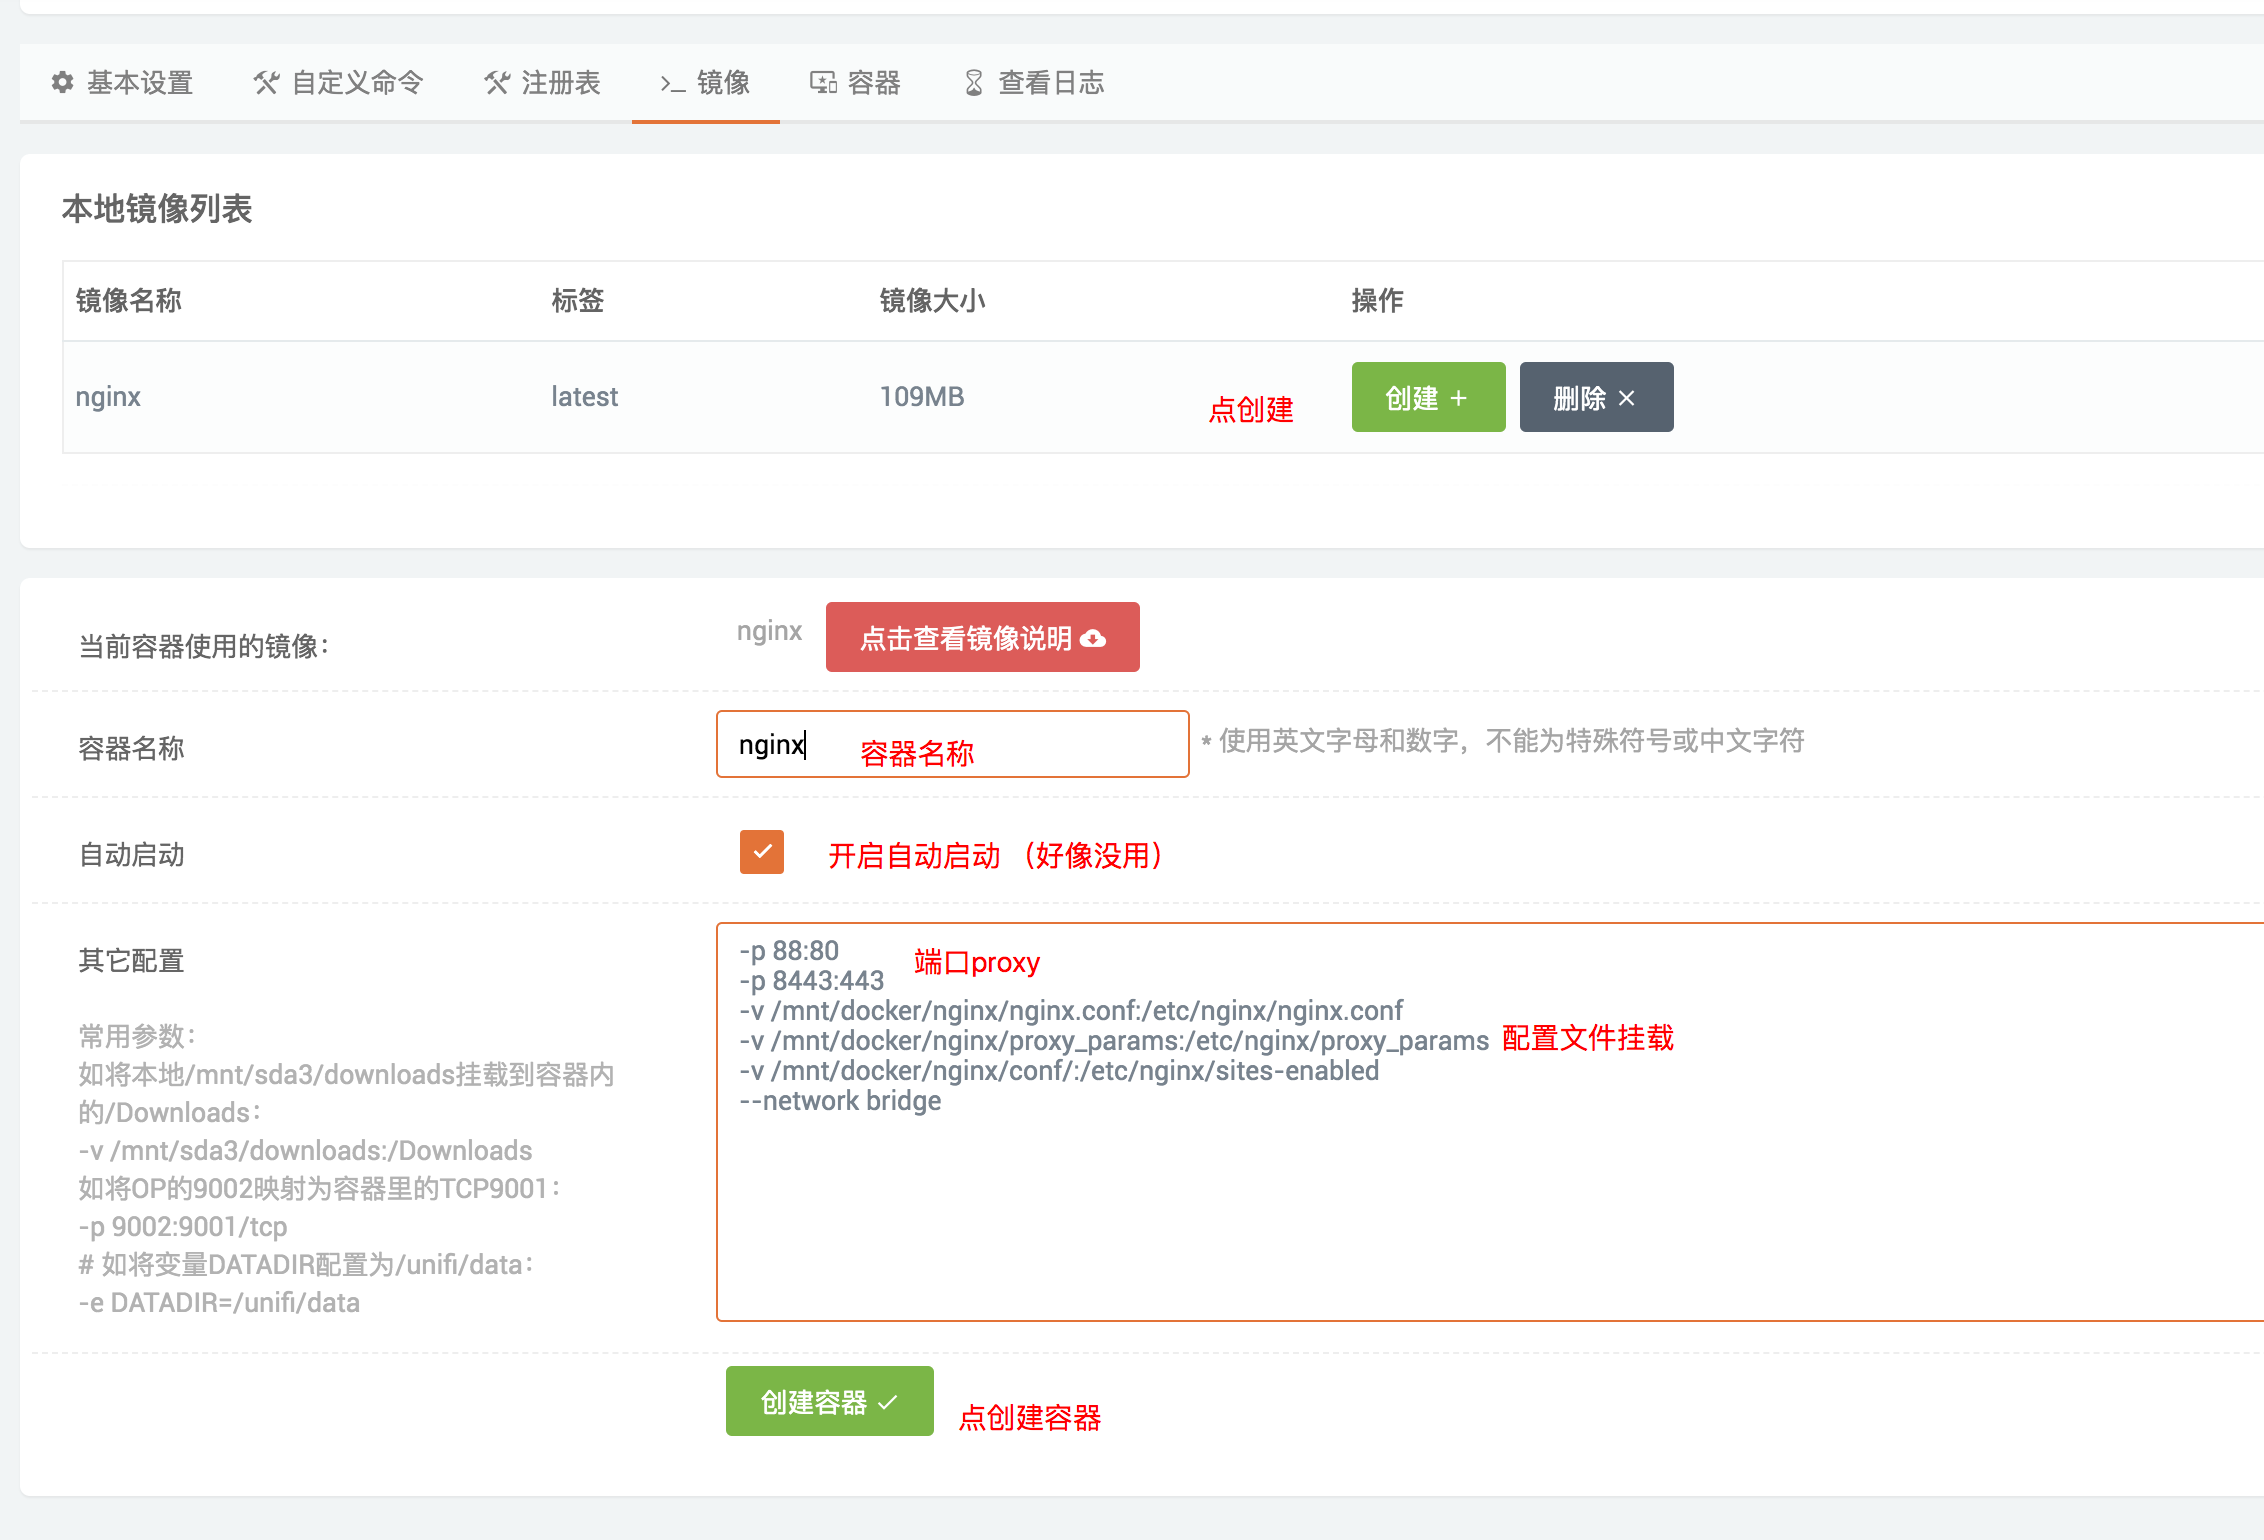 基本设置 自定义命令 注册表 镜像 容器 查看日志
本地镜像列表
镜像名称 标签 镜像大小 操作
nginx latest 109MB 点创建 创建 + 删除 ×
当前容器使用的镜像： nginx 点击查看镜像说明
容器名称 nginx 容器名称 * 使用英文字母和数字，不能为特殊符号或中文字符
自动启动 开启自动启动 （好像没用）
其它配置
-p 88:80 端口proxy
-p 8443:443
-v /mnt/docker/nginx/nginx.conf:/etc/nginx/nginx.conf
-v /mnt/docker/nginx/proxy_params:/etc/nginx/proxy_params 配置文件挂载
-v /mnt/docker/nginx/conf/:/etc/nginx/sites-enabled
--network bridge
常用参数：
如将本地/mnt/sda3/downloads挂载到容器内
的/Downloads：
-v /mnt/sda3/downloads:/Downloads
如将OP的9002映射为容器里的TCP9001：
-p 9002:9001/tcp
# 如将变量DATADIR配置为/unifi/data：
-e DATADIR=/unifi/data
创建容器 点创建容器